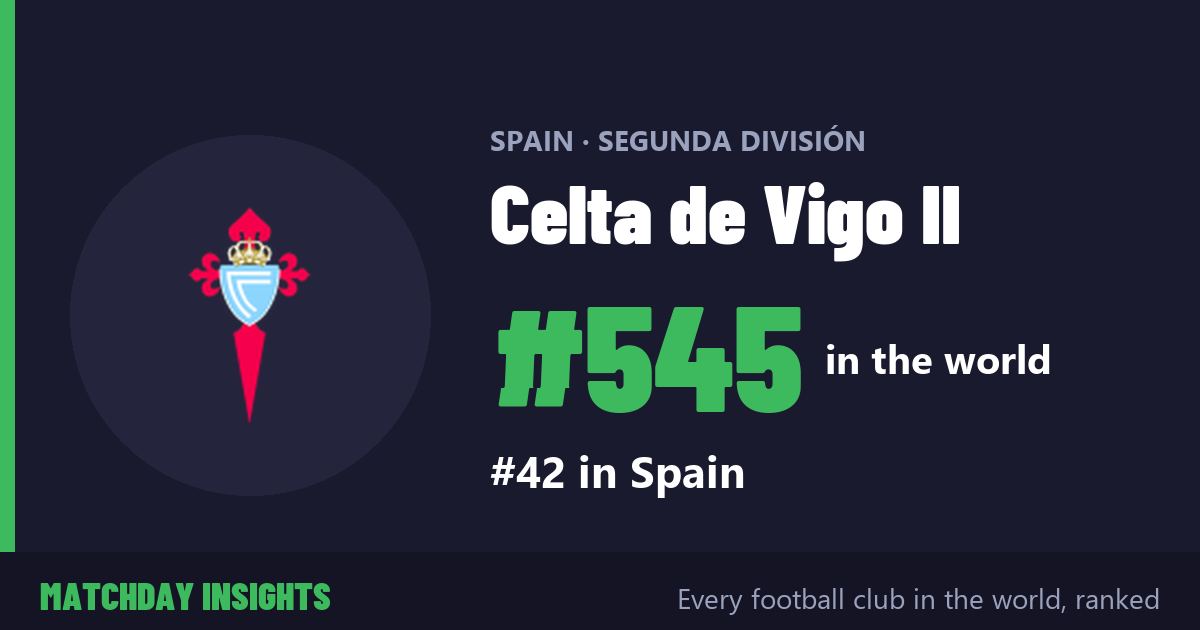 SPAIN · SEGUNDA DIVISIÓN
Celta de Vigo II
#545 in the world
#42 in Spain
MATCHDAY INSIGHTS
Every football club in the world, ranked